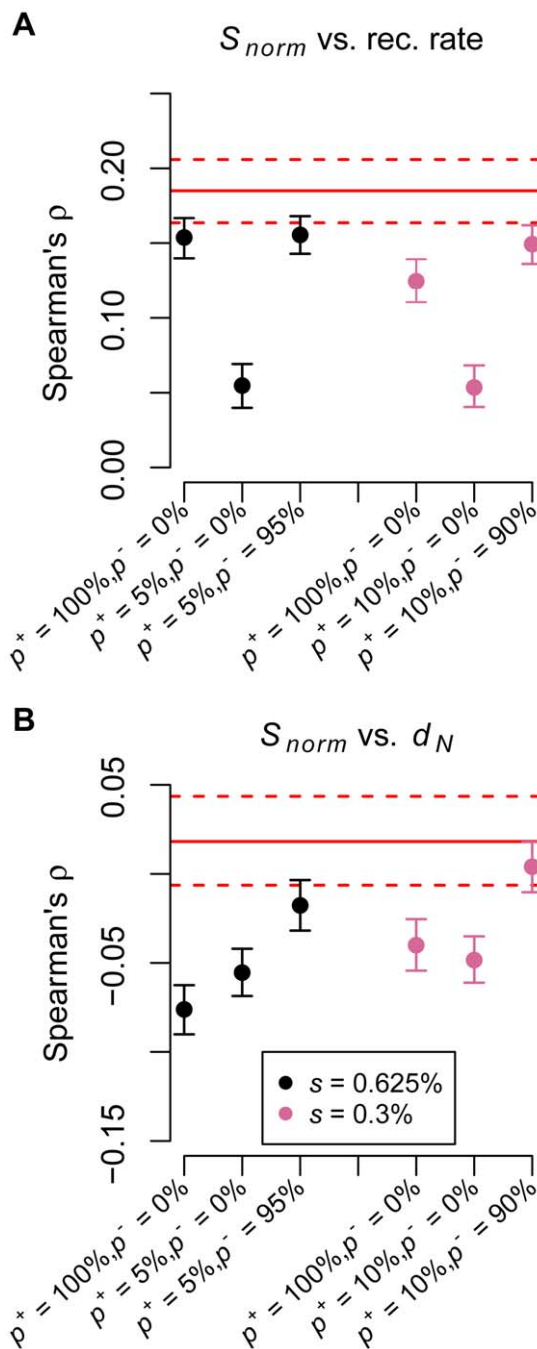 A
S norm vs. rec. rate
Spearman's ρ
0.20
0.10
0.00
p+ = 100%,p- = 0%
p+ = 5%,p- = 0%
p+ = 5%,p- = 95%
p+ = 100%,p- = 0%
p+ = 10%,p- = 0%
p+ = 10%,p- = 90%
B
S norm vs. d N
Spearman's ρ
0.05
−0.05
−0.15
s = 0.625%
s = 0.3%
p+ = 100%,p- = 0%
p+ = 5%,p- = 0%
p+ = 5%,p- = 95%
p+ = 100%,p- = 0%
p+ = 10%,p- = 0%
p+ = 10%,p- = 90%